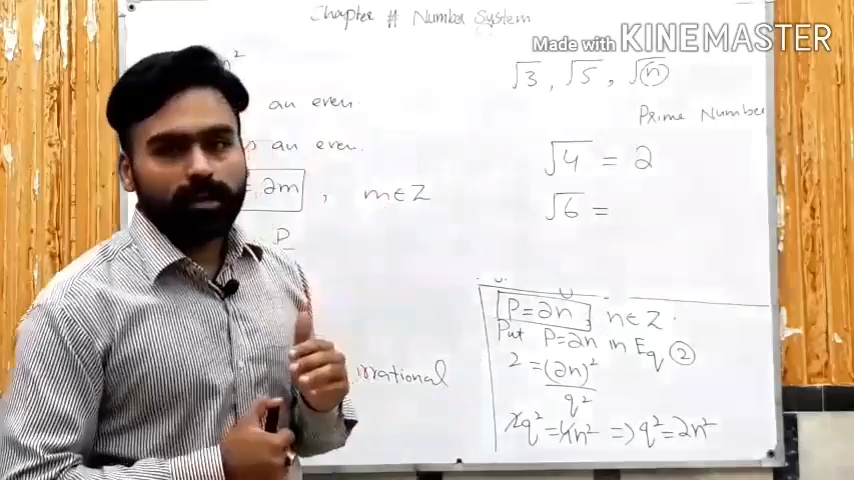 Chapter # Number System
Made with KINEMASTER
n²
√3 , √5 , √n
an even.
Prime Number
an even.
√4 = 2
2m , m ∈ Z
√6 =
P
P=2n n ∈ Z.
Put P=2n in Eq ②
2 = (2n)²
q²
irrational
2q² = 4n² ⇒ q² = 2n²